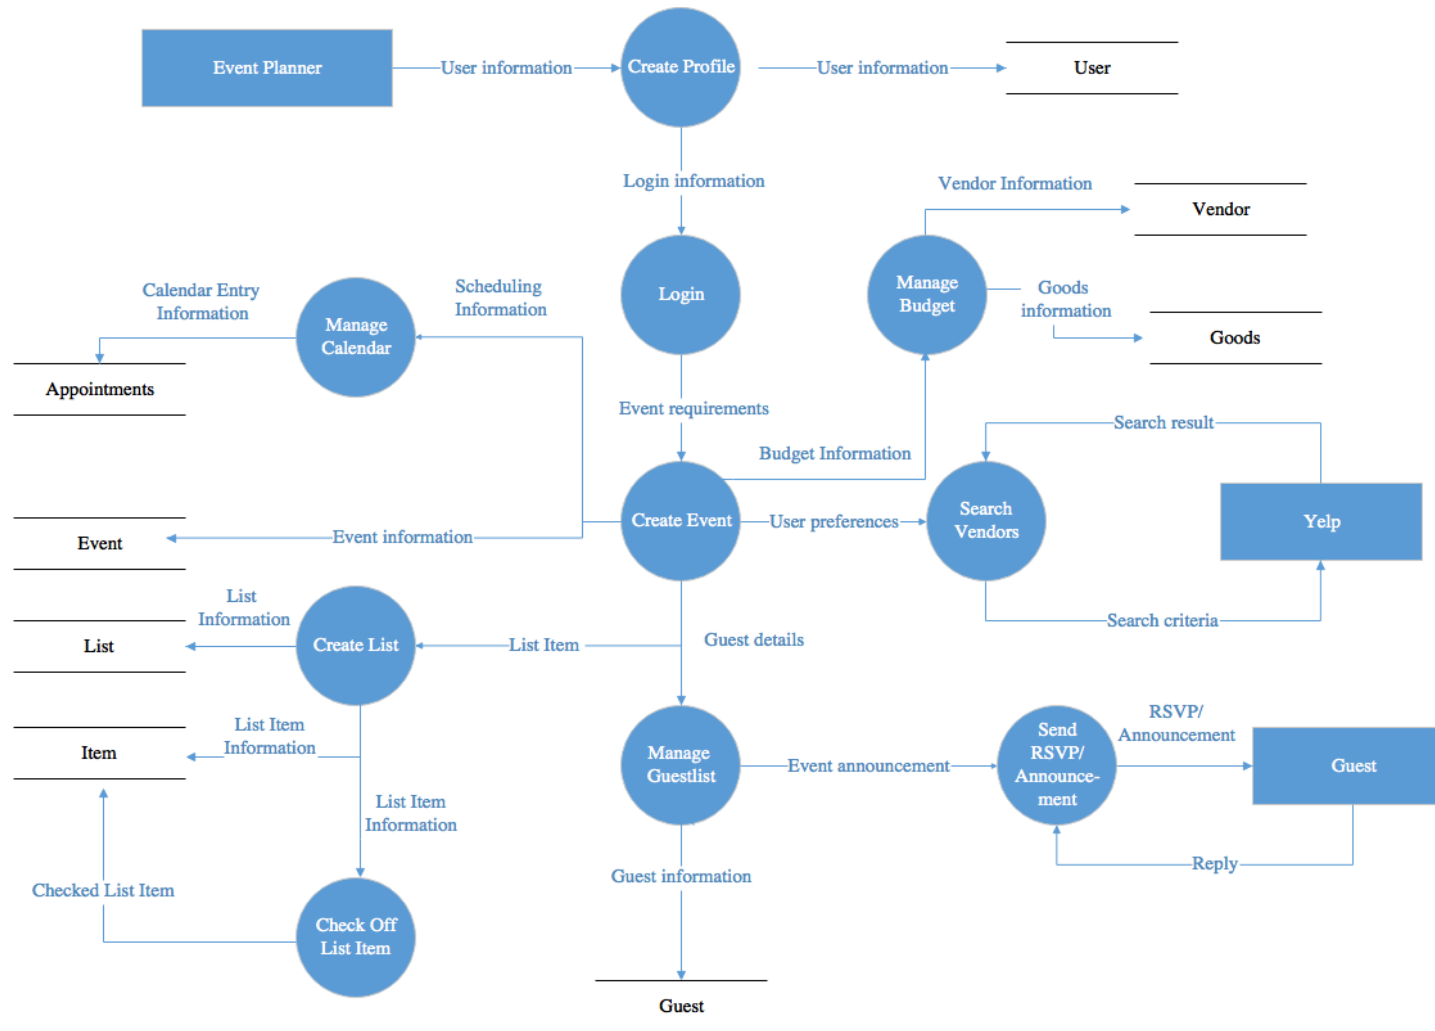 Event Planner
User information
Create Profile
User information
User
Login information
Vendor Information
Vendor
Calendar Entry
Information
Scheduling
Information
Manage
Calendar
Login
Manage
Budget
Goods
information
Goods
Appointments
Event requirements
Search result
Budget Information
Event
Event information
Create Event
User preferences
Search
Vendors
Yelp
List
Information
List
Create List
List Item
Guest details
Search criteria
Item
List Item
Information
Manage
Guestlist
Event announcement
Send
RSVP/
Announce-
ment
RSVP/
Announcement
Guest
List Item
Information
Reply
Checked List Item
Guest information
Check Off
List Item
Guest